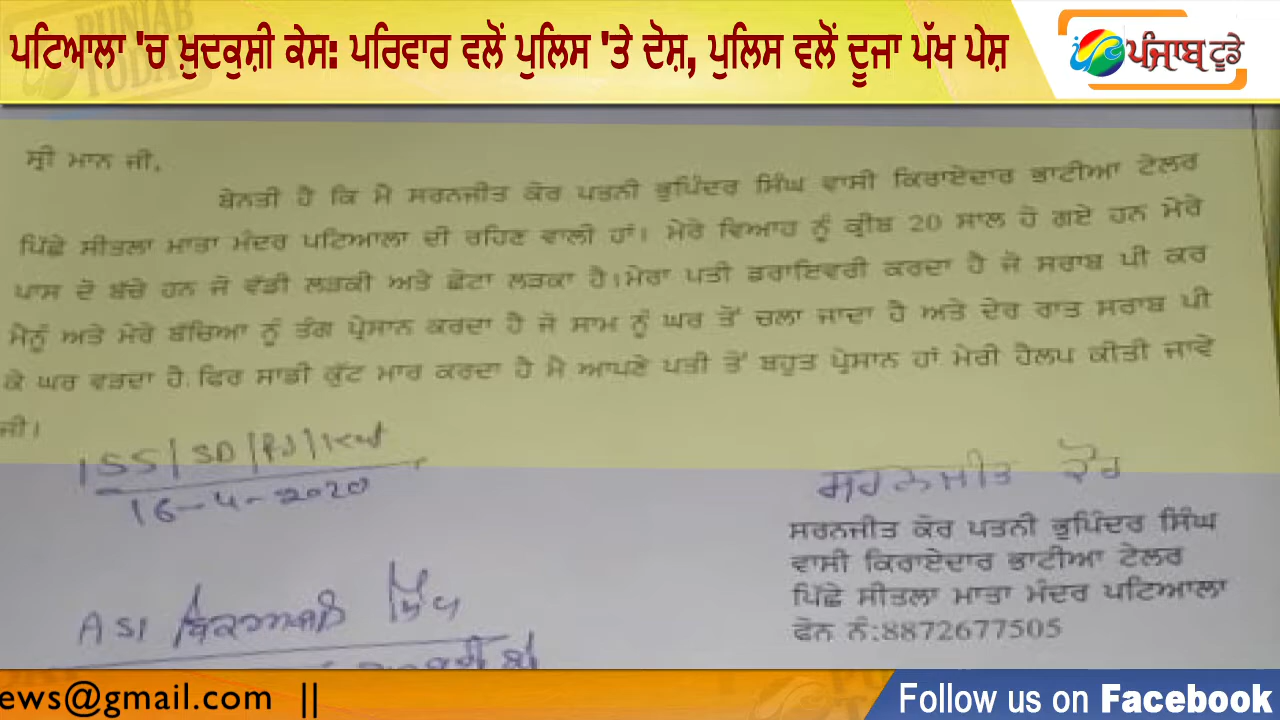 ਪਟਿਆਲਾ 'ਚ ਖ਼ੁਦਕੁਸ਼ੀ ਕੇਸ: ਪਰਿਵਾਰ ਵਲੋਂ ਪੁਲਿਸ 'ਤੇ ਦੋਸ਼, ਪੁਲਿਸ ਵਲੋਂ ਦੂਜਾ ਪੱਖ ਪੇਸ਼
ਪੰਜਾਬ ਟੂਡੇ
ਸ੍ਰੀ ਮਾਨ ਜੀ,
ਬੇਨਤੀ ਹੈ ਕਿ ਮੈ ਸਰਨਜੀਤ ਕੋਰ ਪਤਨੀ ਭੁਪਿੰਦਰ ਸਿੰਘ ਵਾਸੀ ਕਿਰਾਏਦਾਰ ਭਾਟੀਆ ਟੇਲਰ
ਪਿੱਛੇ ਸੀਤਲਾ ਮਾਤਾ ਮੰਦਰ ਪਟਿਆਲਾ ਦੀ ਰਹਿਣ ਵਾਲੀ ਹਾਂ। ਮੇਰੇ ਵਿਆਹ ਨੂੰ ਕ੍ਰੀਬ 20 ਸਾਲ ਹੋ ਗਏ ਹਨ ਮੇਰੇ
ਪਾਸ ਦੋ ਬੱਚੇ ਹਨ ਜੋ ਵੱਡੀ ਲੜਕੀ ਅਤੇ ਛੋਟਾ ਲੜਕਾ ਹੈ।ਮੇਰਾ ਪਤੀ ਡਰਾਇਵਰੀ ਕਰਦਾ ਹੈ ਜੋ ਸਰਾਬ ਪੀ ਕਰ
ਮੈਨੂੰ ਅਤੇ ਮੇਰੇ ਬੱਚਿਆ ਨੂੰ ਤੰਗ ਪ੍ਰੇਸਾਨ ਕਰਦਾ ਹੈ ਜੋ ਸਾਮ ਨੂੰ ਘਰ ਤੋਂ ਚਲਾ ਜਾਦਾ ਹੈ ਅਤੇ ਦੇਰ ਰਾਤ ਸਰਾਬ ਪੀ
ਕੇ ਘਰ ਵੜਦਾ ਹੈ. ਫਿਰ ਸਾਡੀ ਕੁੱਟ ਮਾਰ ਕਰਦਾ ਹੈ ਮੈ ਆਪਣੇ ਪਤੀ ਤੋਂ ਬਹੁਤ ਪ੍ਰੇਸਾਨ ਹਾਂ ਮੇਰੀ ਹੈਲਪ ਕੀਤੀ ਜਾਵੇ
ਜੀ।
155/SD/PJ/
16-4-2020
ਸਰਨਜੀਤ ਕੌਰ
ਸਰਨਜੀਤ ਕੋਰ ਪਤਨੀ ਭੁਪਿੰਦਰ ਸਿੰਘ
ਵਾਸੀ ਕਿਰਾਏਦਾਰ ਭਾਟੀਆ ਟੇਲਰ
ਪਿੱਛੇ ਸੀਤਲਾ ਮਾਤਾ ਮੰਦਰ ਪਟਿਆਲਾ
ਫੋਨ ਨੰ:8872677505
ASI ਸਿੰਘ
ews@gmail.com ||
Follow us on Facebook